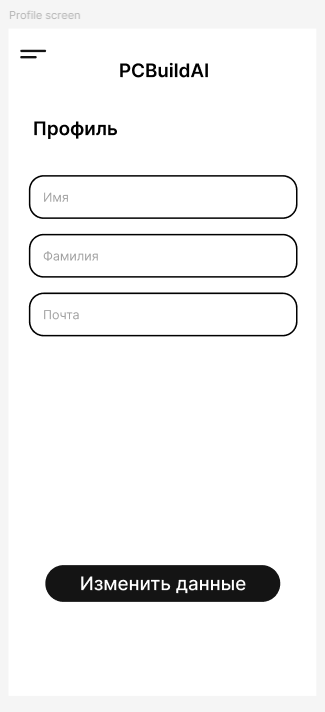 Profile screen
PCBuildAI
Профиль
Имя
Фамилия
Почта
Изменить данные